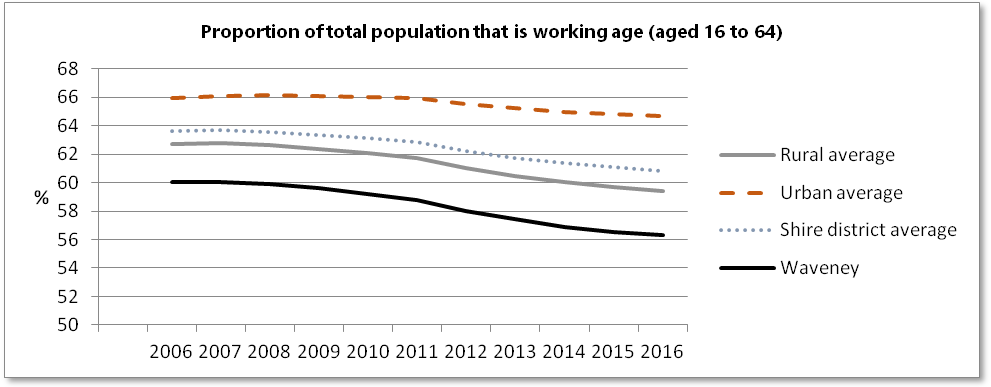 Proportion of total population that is working age (aged 16 to 64)
68
66
64
62
60
58
56
54
52
50
%
2006 2007 2008 2009 2010 2011 2012 2013 2014 2015 2016
Rural average
Urban average
Shire district average
Waveney